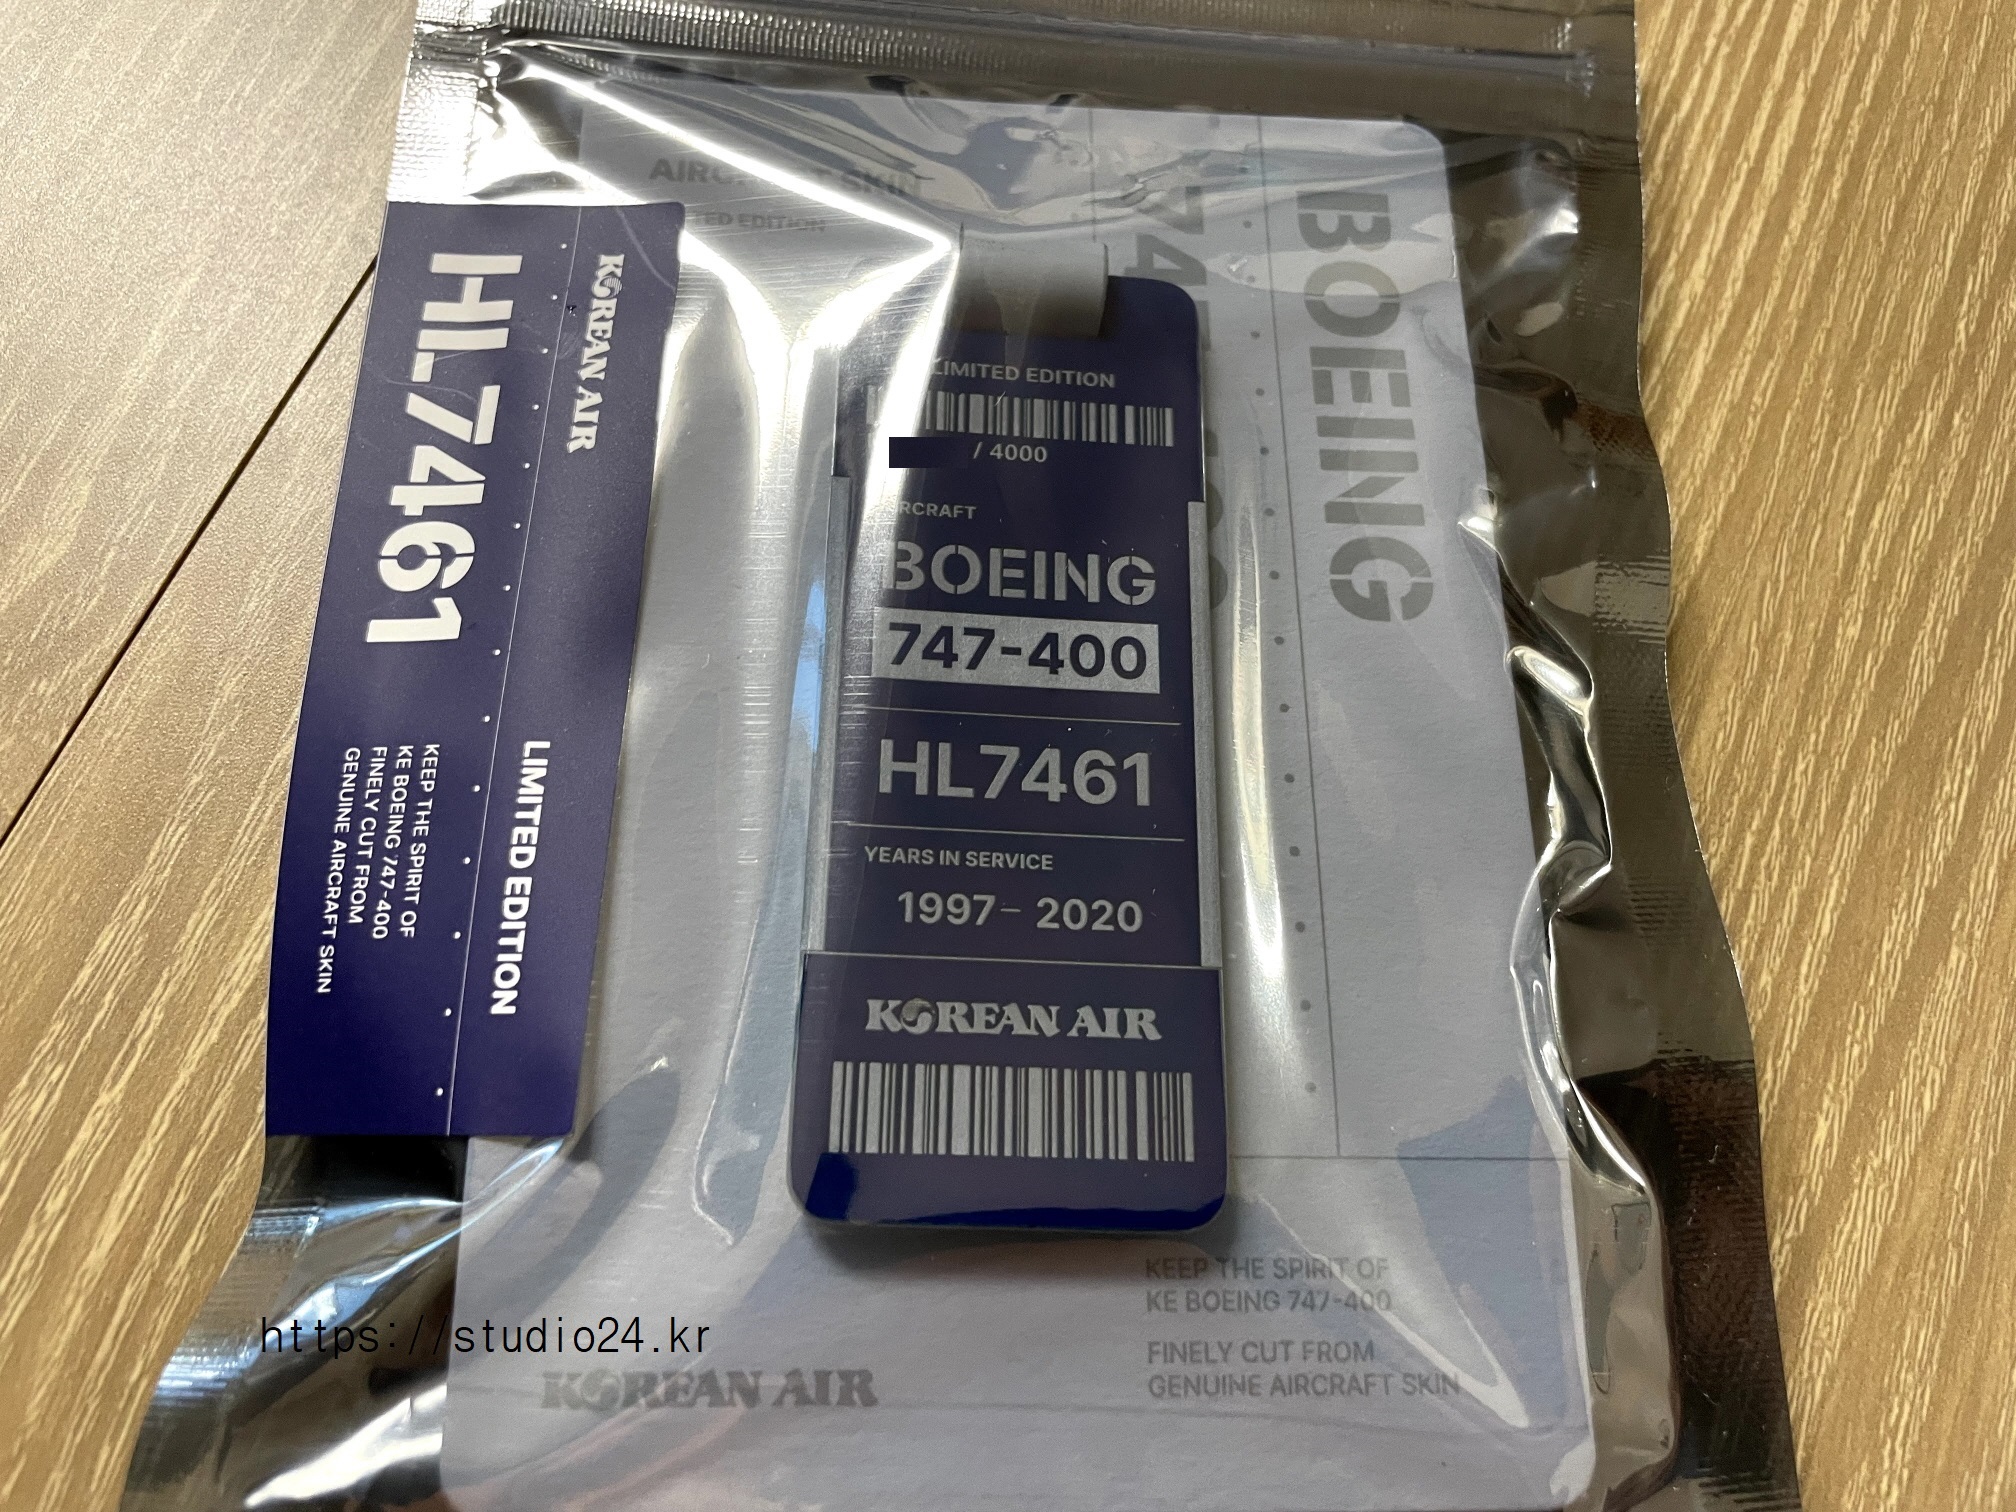 KOREAN AIR
HL7461
LIMITED EDITION
KEEP THE SPIRIT OF
KE BOEING 747-400
FINELY CUT FROM
GENUINE AIRCRAFT SKIN
SKIN
EDITION
BOEING
LIMITED EDITION
/ 4000
BOEING
747-400
HL7461
YEARS IN SERVICE
1997 - 2020
KOREAN AIR
KEEP THE SPIRIT OF
KE BOEING 747-400
FINELY CUT FROM
GENUINE AIRCRAFT SKIN
KOREAN AIR
https://studio24.kr